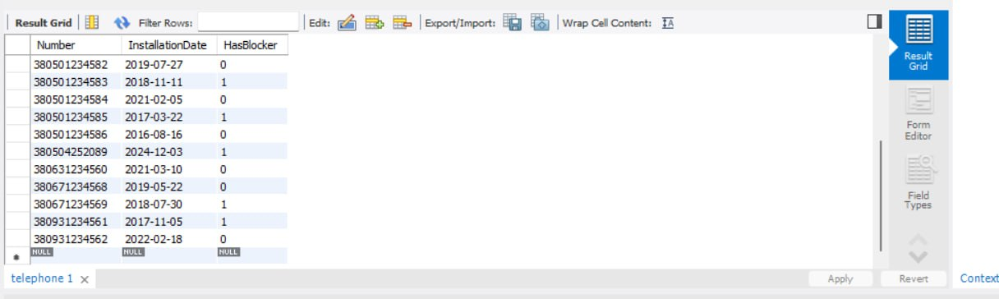 Result Grid Filter Rows: Edit: Export/Import: Wrap Cell Content: IA
Number InstallationDate HasBlocker
380501234582 2019-07-27 0
380501234583 2018-11-11 1
380501234584 2021-02-05 0
380501234585 2017-03-22 1
380501234586 2016-08-16 0
380504252089 2024-12-03 1
380631234560 2021-03-10 0
380671234568 2019-05-22 0
380671234569 2018-07-30 1
380931234561 2017-11-05 1
380931234562 2022-02-18 0
NULL NULL NULL
Result
Grid
Form
Editor
Field
Types
telephone 1 Apply Revert Context